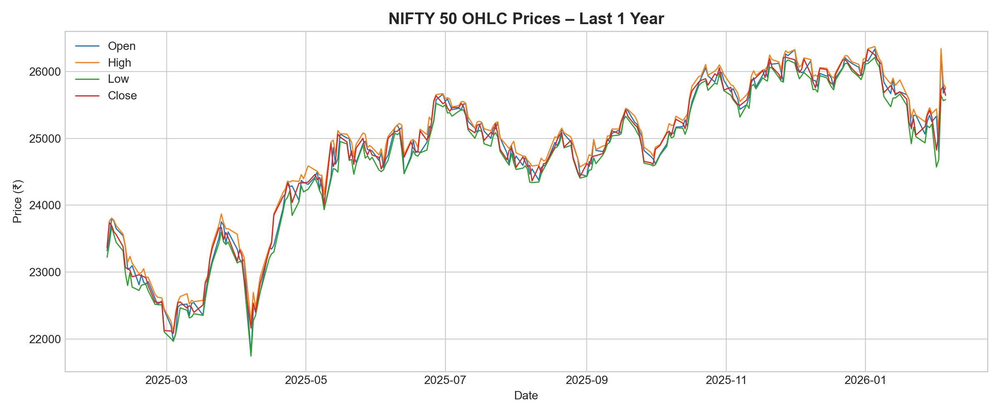 NIFTY 50 OHLC Prices – Last 1 Year
Open
High
Low
Close
Price (₹)
26000
25000
24000
23000
22000
2025-03
2025-05
2025-07
2025-09
2025-11
2026-01
Date